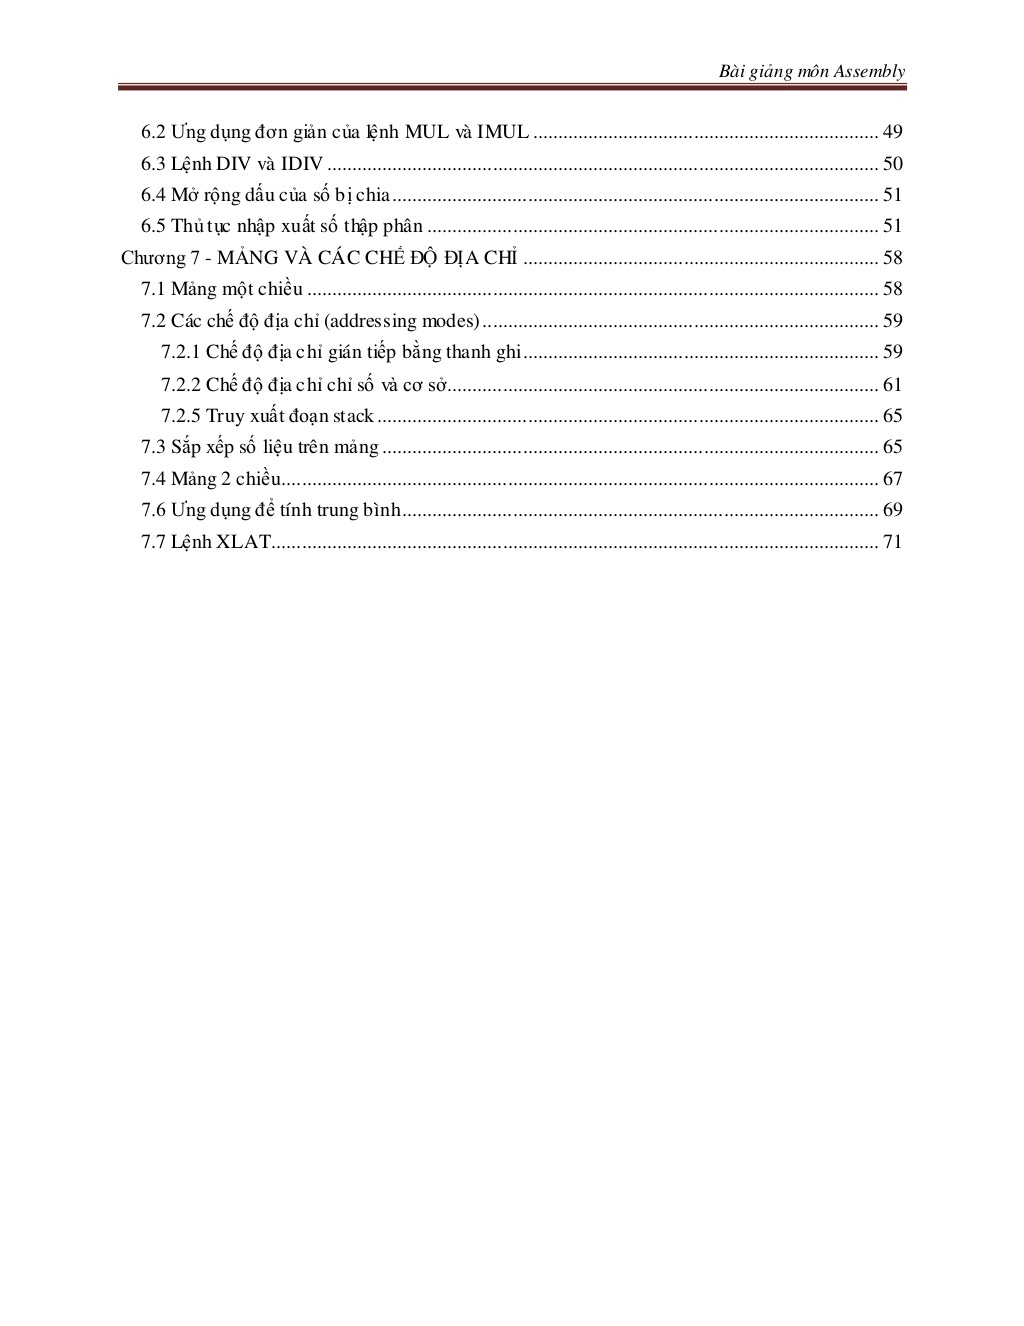 Bài giảng môn Assembly
6.2 Ứng dụng đơn giản của lệnh MUL và IMUL ..................................................................... 49
6.3 Lệnh DIV và IDIV .............................................................................................................. 50
6.4 Mở rộng dấu của số bị chia ................................................................................................. 51
6.5 Thủ tục nhập xuất số thập phân .......................................................................................... 51
Chương 7 - MẢNG VÀ CÁC CHẾ ĐỘ ĐỊA CHỈ ....................................................................... 58
7.1 Mảng một chiều .................................................................................................................. 58
7.2 Các chế độ địa chỉ (addressing modes) ............................................................................... 59
7.2.1 Chế độ địa chỉ gián tiếp bằng thanh ghi ....................................................................... 59
7.2.2 Chế độ địa chỉ chỉ số và cơ sở...................................................................................... 61
7.2.5 Truy xuất đoạn stack .................................................................................................... 65
7.3 Sắp xếp số liệu trên mảng ................................................................................................... 65
7.4 Mảng 2 chiều....................................................................................................................... 67
7.6 Ứng dụng để tính trung bình............................................................................................... 69
7.7 Lệnh XLAT......................................................................................................................... 71